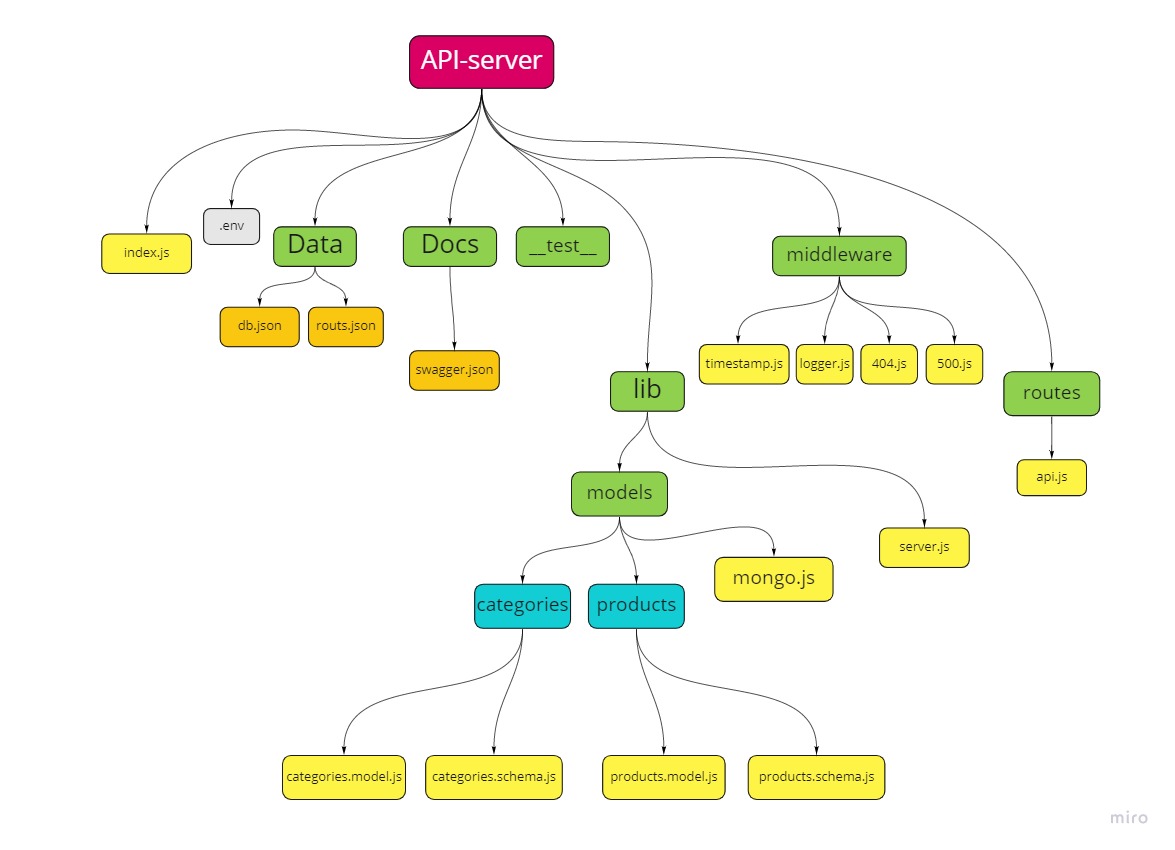 API-server
index.js
.env
Data
Docs
__test__
middleware
db.json
routs.json
swagger.json
lib
timestamp.js
logger.js
404.js
500.js
routes
api.js
models
server.js
categories
products
mongo.js
categories.model.js
categories.schema.js
products.model.js
products.schema.js
miro